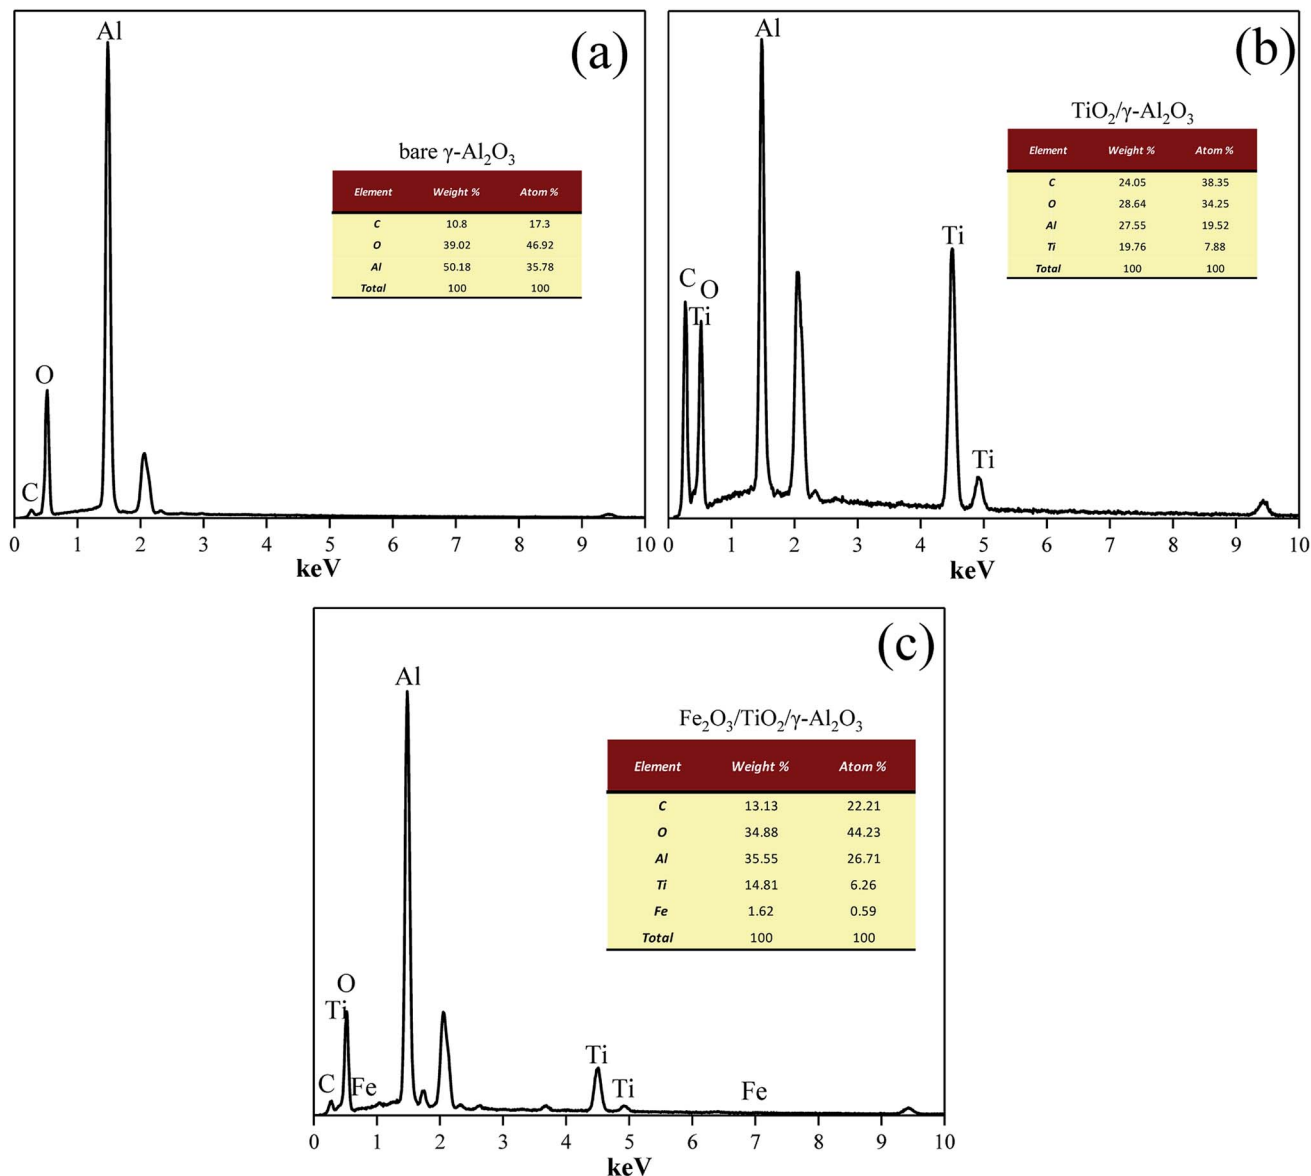 (a)
Al
bare γ-Al₂O₃
Element Weight % Atom %
C 10.8 17.3
O 39.02 46.92
Al 50.18 35.78
Total 100 100
O
C
0 1 2 3 4 5 6 7 8 9 10
keV
(b)
Al
TiO₂/γ-Al₂O₃
Element Weight % Atom %
C 24.05 38.35
O 28.64 34.25
Al 27.55 19.52
Ti 19.76 7.88
Total 100 100
Ti
C O
Ti
Ti
0 1 2 3 4 5 6 7 8 9 10
keV
(c)
Al
Fe₂O₃/TiO₂/γ-Al₂O₃
Element Weight % Atom %
C 13.13 22.21
O 34.88 44.23
Al 35.55 26.71
Ti 14.81 6.26
Fe 1.62 0.59
Total 100 100
O
Ti
Ti
C Fe Ti Fe
0 1 2 3 4 5 6 7 8 9 10
keV